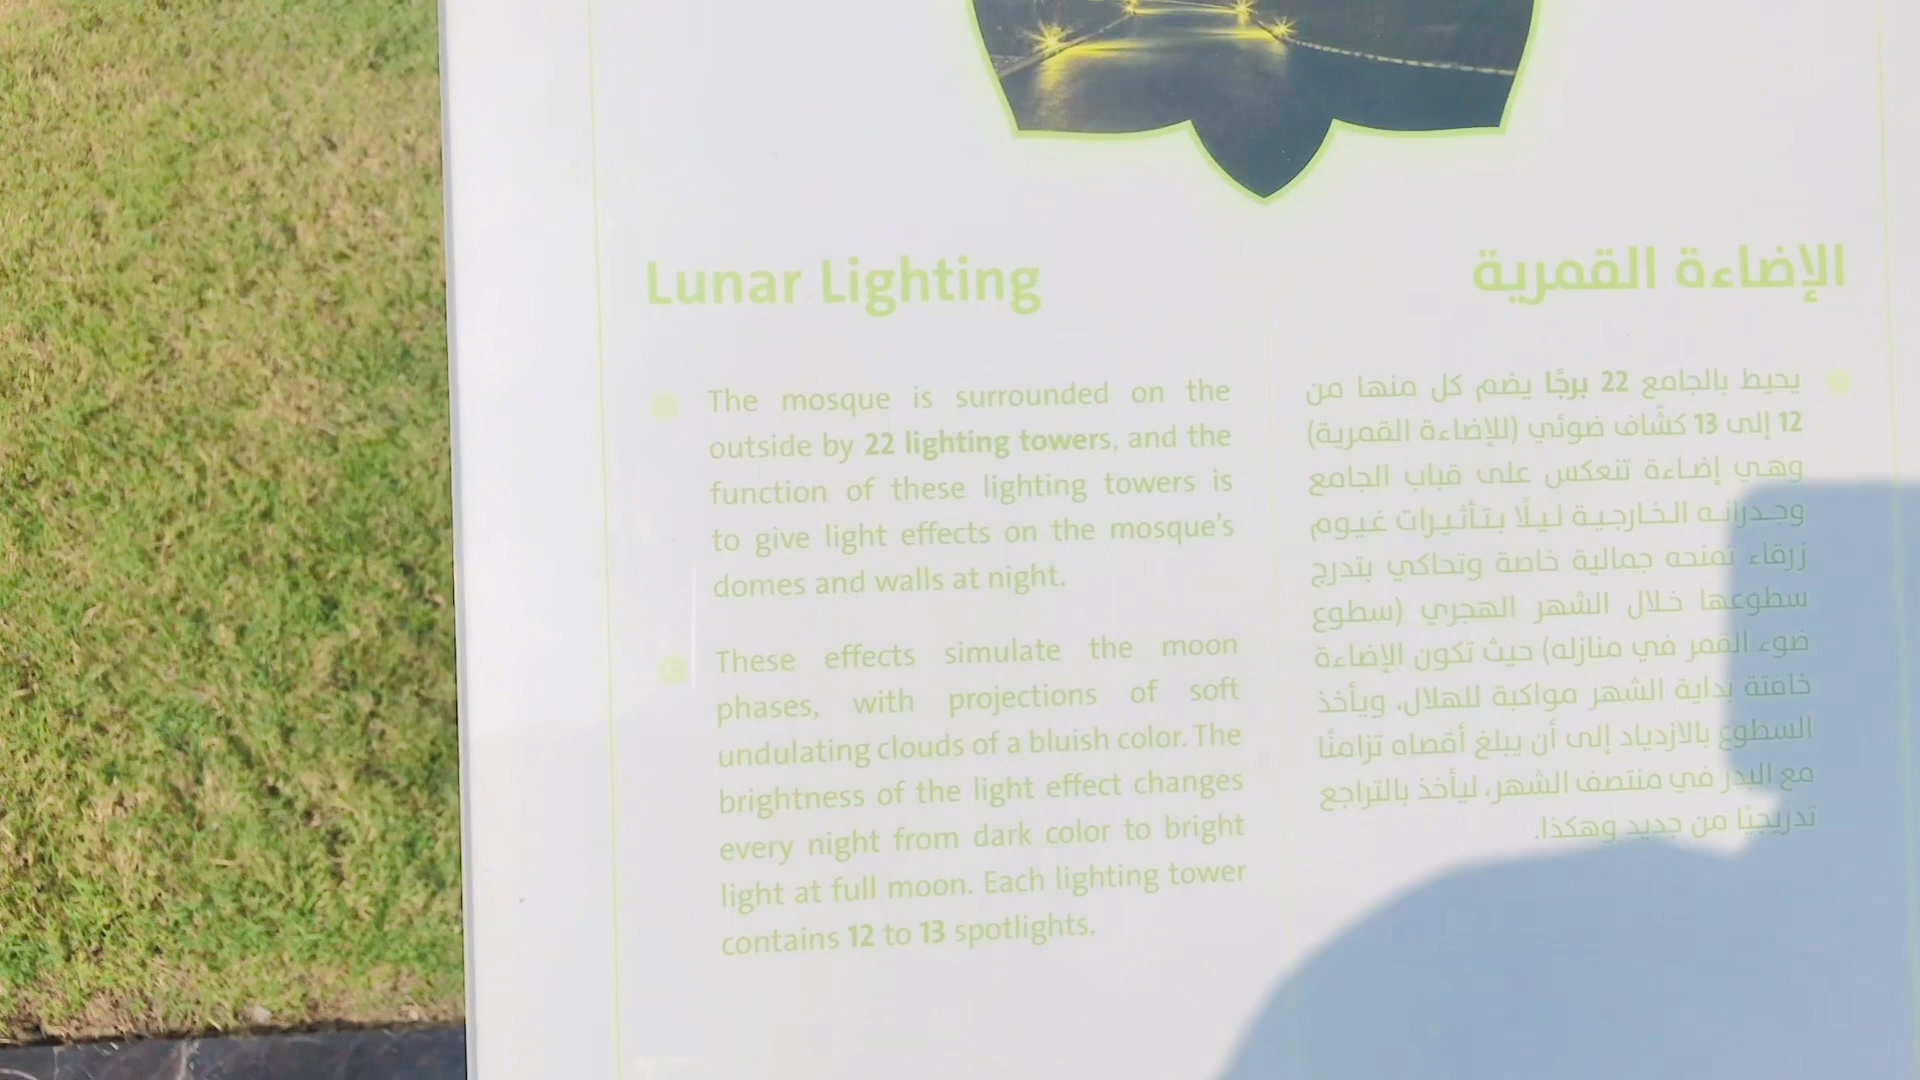 Lunar Lighting
The mosque is surrounded on the
outside by 22 lighting towers, and the
function of these lighting towers is
to give light effects on the mosque's
domes and walls at night.
These effects simulate the moon
phases, with projections of soft
undulating clouds of a bluish color. The
brightness of the light effect changes
every night from dark color to bright
light at full moon. Each lighting tower
contains 12 to 13 spotlights.
الإضاءة القمرية
يحيط بالجامع 22 برجًا يضم كل منها من
12 إلى 13 كشَّاف ضوئي (للإضاءة القمرية)
وهي إضاءة تنعكس على قباب الجامع
وجدرانه الخارجية ليلًا بتأثيرات غيوم
زرقاء تمنحه جمالية خاصة وتحاكي بتدرج
سطوعها خلال الشهر الهجري (سطوع
ضوء القمر في منازله) حيث تكون الإضاءة
خافتة بداية الشهر مواكبة للهلال، ويأخذ
السطوع بالازدياد إلى أن يبلغ أقصاه تزامنًا
مع البدر في منتصف الشهر، ليأخذ بالتراجع
تدريجيًا من جديد وهكذا.